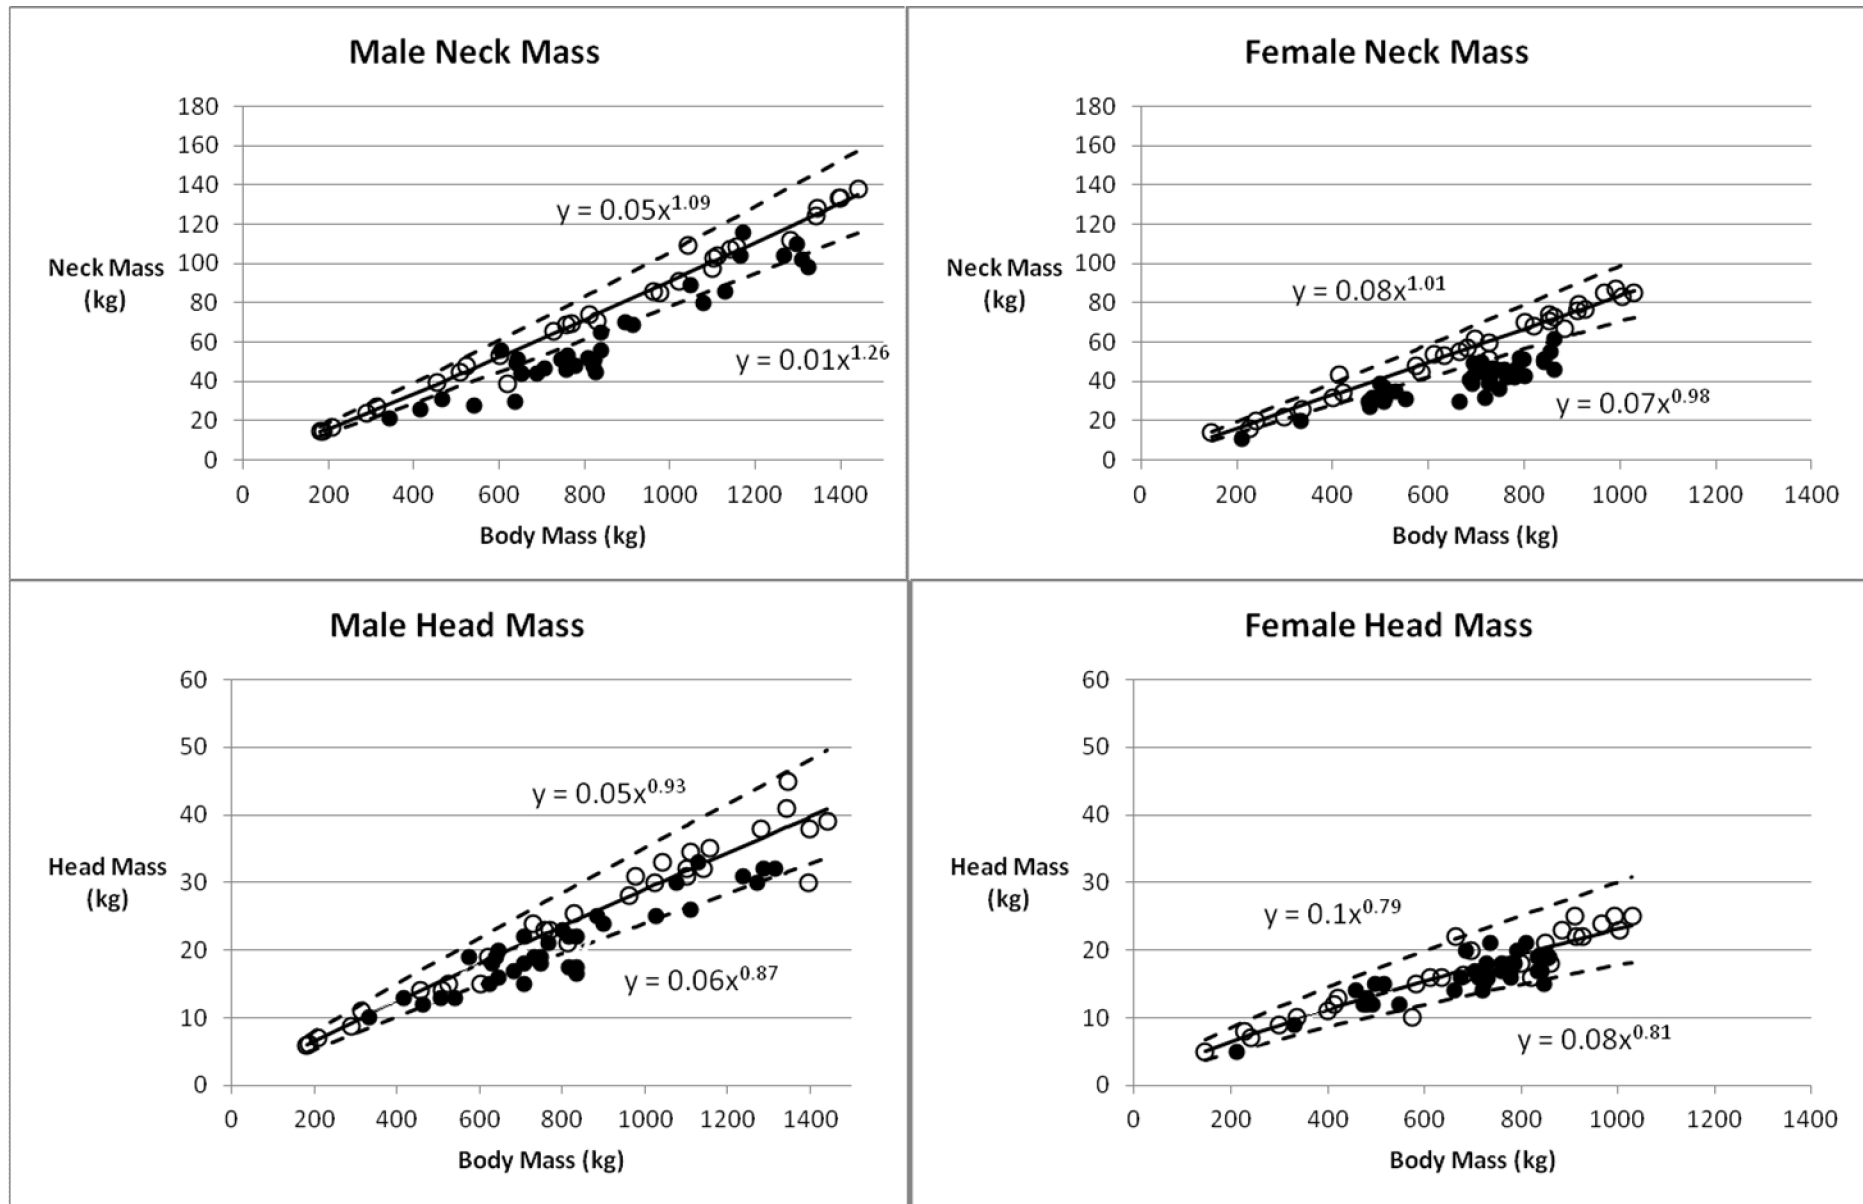 Male Neck Mass
180
160
140
120
100
80
60
40
20
0
Neck Mass
(kg)
y = 0.05x^1.09
y = 0.01x^1.26
0 200 400 600 800 1000 1200 1400
Body Mass (kg)
Female Neck Mass
180
160
140
120
100
80
60
40
20
0
Neck Mass
(kg)
y = 0.08x^1.01
y = 0.07x^0.98
0 200 400 600 800 1000 1200 1400
Body Mass (kg)
Male Head Mass
60
50
40
30
20
10
0
Head Mass
(kg)
y = 0.05x^0.93
y = 0.06x^0.87
0 200 400 600 800 1000 1200 1400
Body Mass (kg)
Female Head Mass
60
50
40
30
20
10
0
Head Mass
(kg)
y = 0.1x^0.79
y = 0.08x^0.81
0 200 400 600 800 1000 1200 1400
Body Mass (kg)